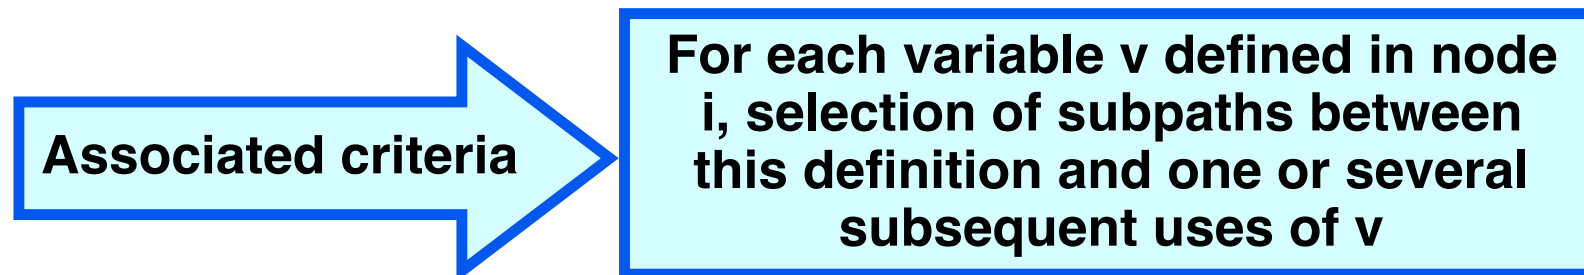 Associated criteria
For each variable v defined in node
i, selection of subpaths between
this definition and one or several
subsequent uses of v